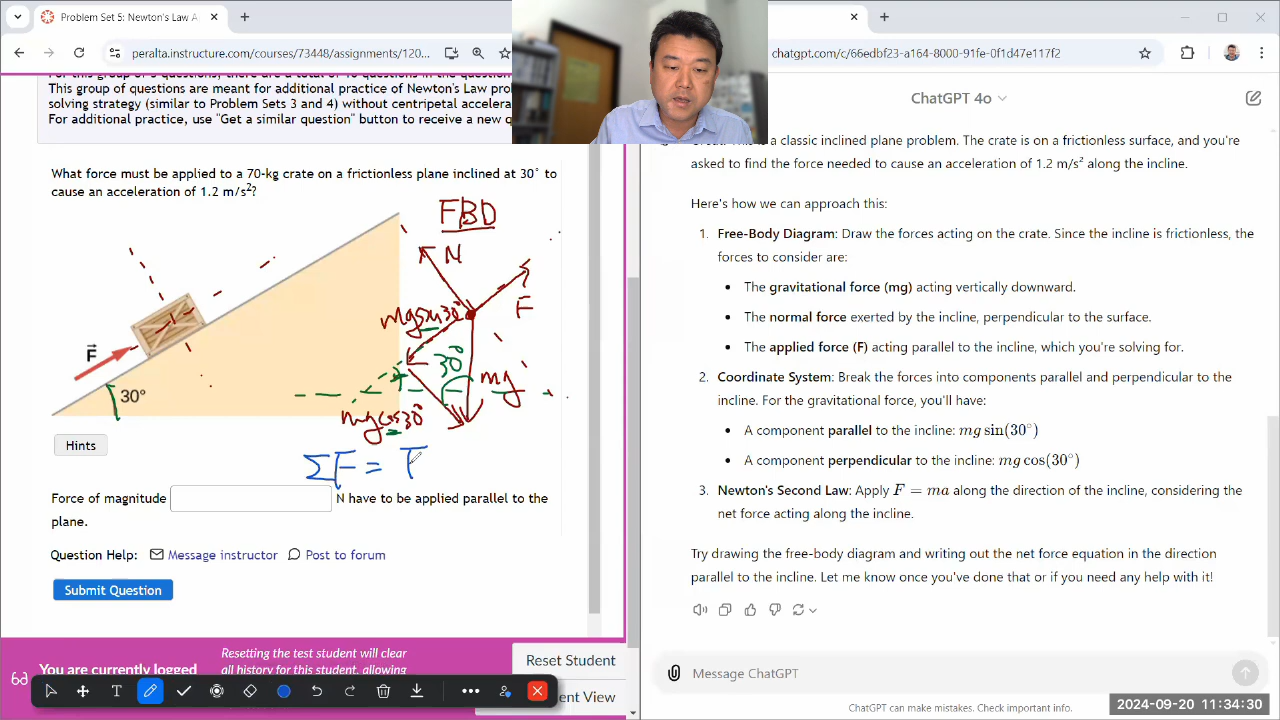 Problem Set 5: Newton's Law A
peralta.instructure.com/courses/73448/assignments/120...
chatgpt.com/c/66edbf23-a164-8000-91fe-0f1d47e117f2
This group of questions are meant for additional practice of Newton's Law
solving strategy (similar to Problem Sets 3 and 4) without centripetal
For additional practice, use "Get a similar question" button to receive a new
What force must be applied to a 70-kg crate on a frictionless plane inclined at 30° to
cause an acceleration of 1.2 m/s²?
FBD
N
F
mgsin30°
30°
mg
mgcos30°
F
30°
Hints
ΣF = F
Force of magnitude N have to be applied parallel to the
plane.
Question Help: Message instructor Post to forum
Submit Question
You are currently logged
Resetting the test student will clear
all history for this student, allowing
Reset Student
ent View
ChatGPT 4o
This is a classic inclined plane problem. The crate is on a frictionless surface, and you're
asked to find the force needed to cause an acceleration of 1.2 m/s² along the incline.
Here's how we can approach this:
1. Free-Body Diagram: Draw the forces acting on the crate. Since the incline is frictionless, the
forces to consider are:
• The gravitational force (mg) acting vertically downward.
• The normal force exerted by the incline, perpendicular to the surface.
• The applied force (F) acting parallel to the incline, which you're solving for.
2. Coordinate System: Break the forces into components parallel and perpendicular to the
incline. For the gravitational force, you'll have:
• A component parallel to the incline: mg sin(30°)
• A component perpendicular to the incline: mg cos(30°)
3. Newton's Second Law: Apply F = ma along the direction of the incline, considering the
net force acting along the incline.
Try drawing the free-body diagram and writing out the net force equation in the direction
parallel to the incline. Let me know once you've done that or if you need any help with it!
Message ChatGPT
ChatGPT can make mistakes. Check important info.
2024-09-20 11:34:30